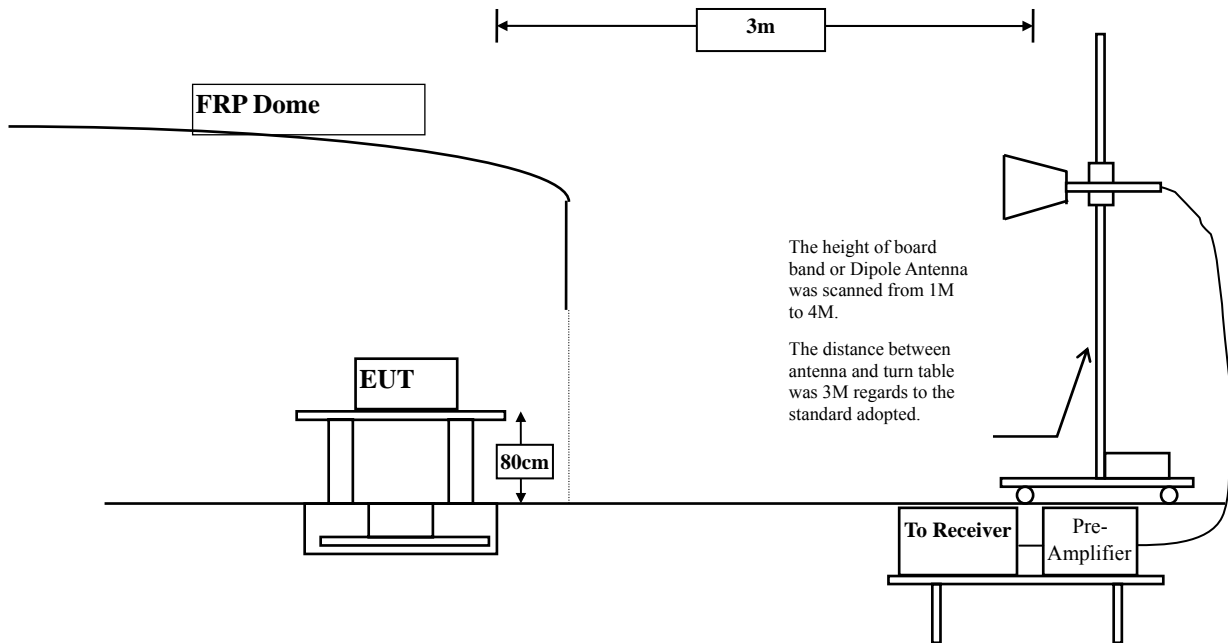 3m
FRP Dome
The height of board
band or Dipole Antenna
was scanned from 1M
to 4M.
The distance between
antenna and turn table
was 3M regards to the
standard adopted.
EUT
80cm
To Receiver
Pre-
Amplifier